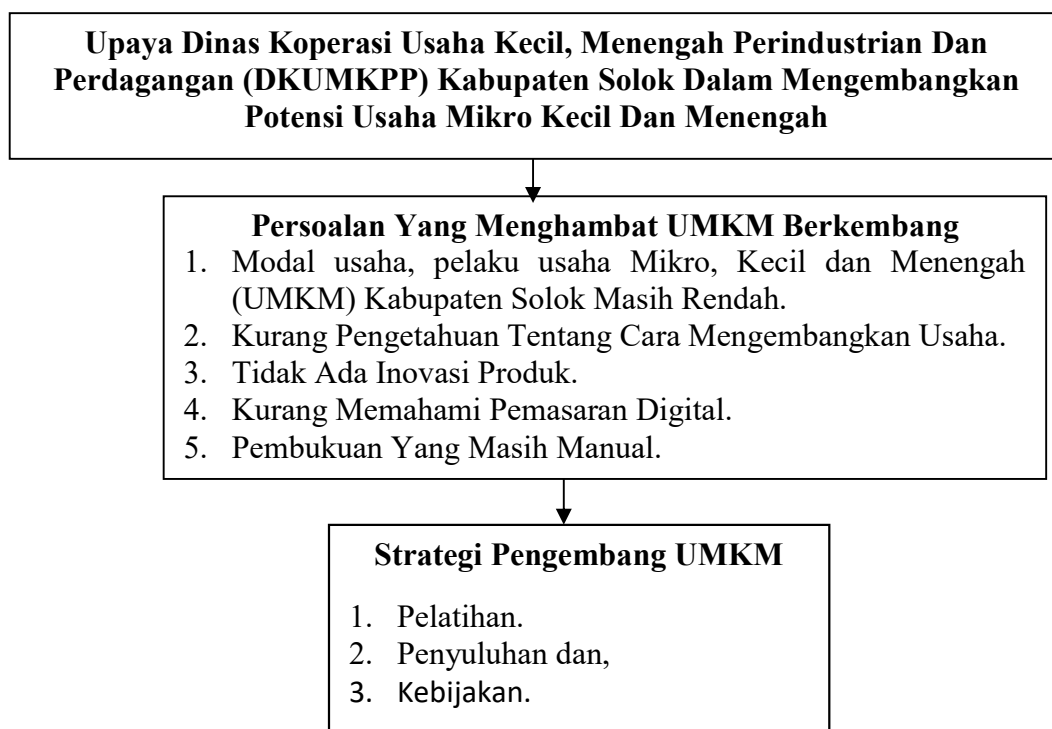 Upaya Dinas Koperasi Usaha Kecil, Menengah Perindustrian Dan
Perdagangan (DKUMKPP) Kabupaten Solok Dalam Mengembangkan
Potensi Usaha Mikro Kecil Dan Menengah
Persoalan Yang Menghambat UMKM Berkembang
1. Modal usaha, pelaku usaha Mikro, Kecil dan Menengah
(UMKM) Kabupaten Solok Masih Rendah.
2. Kurang Pengetahuan Tentang Cara Mengembangkan Usaha.
3. Tidak Ada Inovasi Produk.
4. Kurang Memahami Pemasaran Digital.
5. Pembukuan Yang Masih Manual.
Strategi Pengembang UMKM
1. Pelatihan.
2. Penyuluhan dan,
3. Kebijakan.